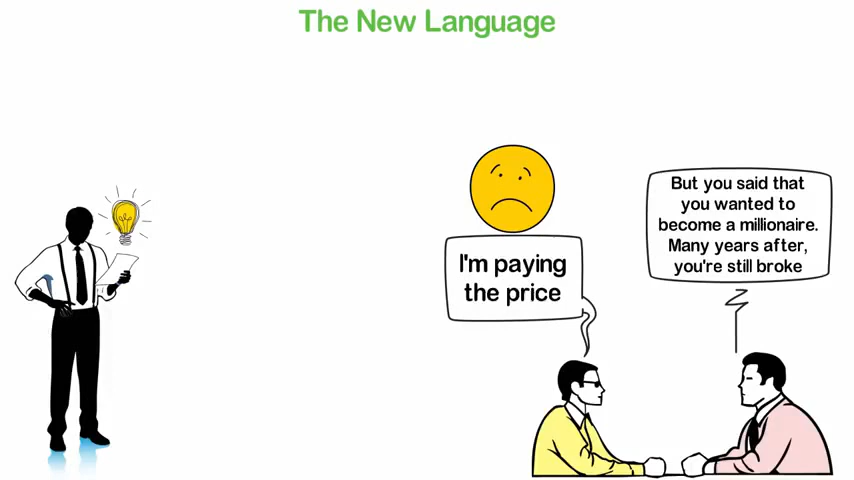 The New Language
I'm paying
the price
But you said that
you wanted to
become a millionaire.
Many years after,
you're still broke